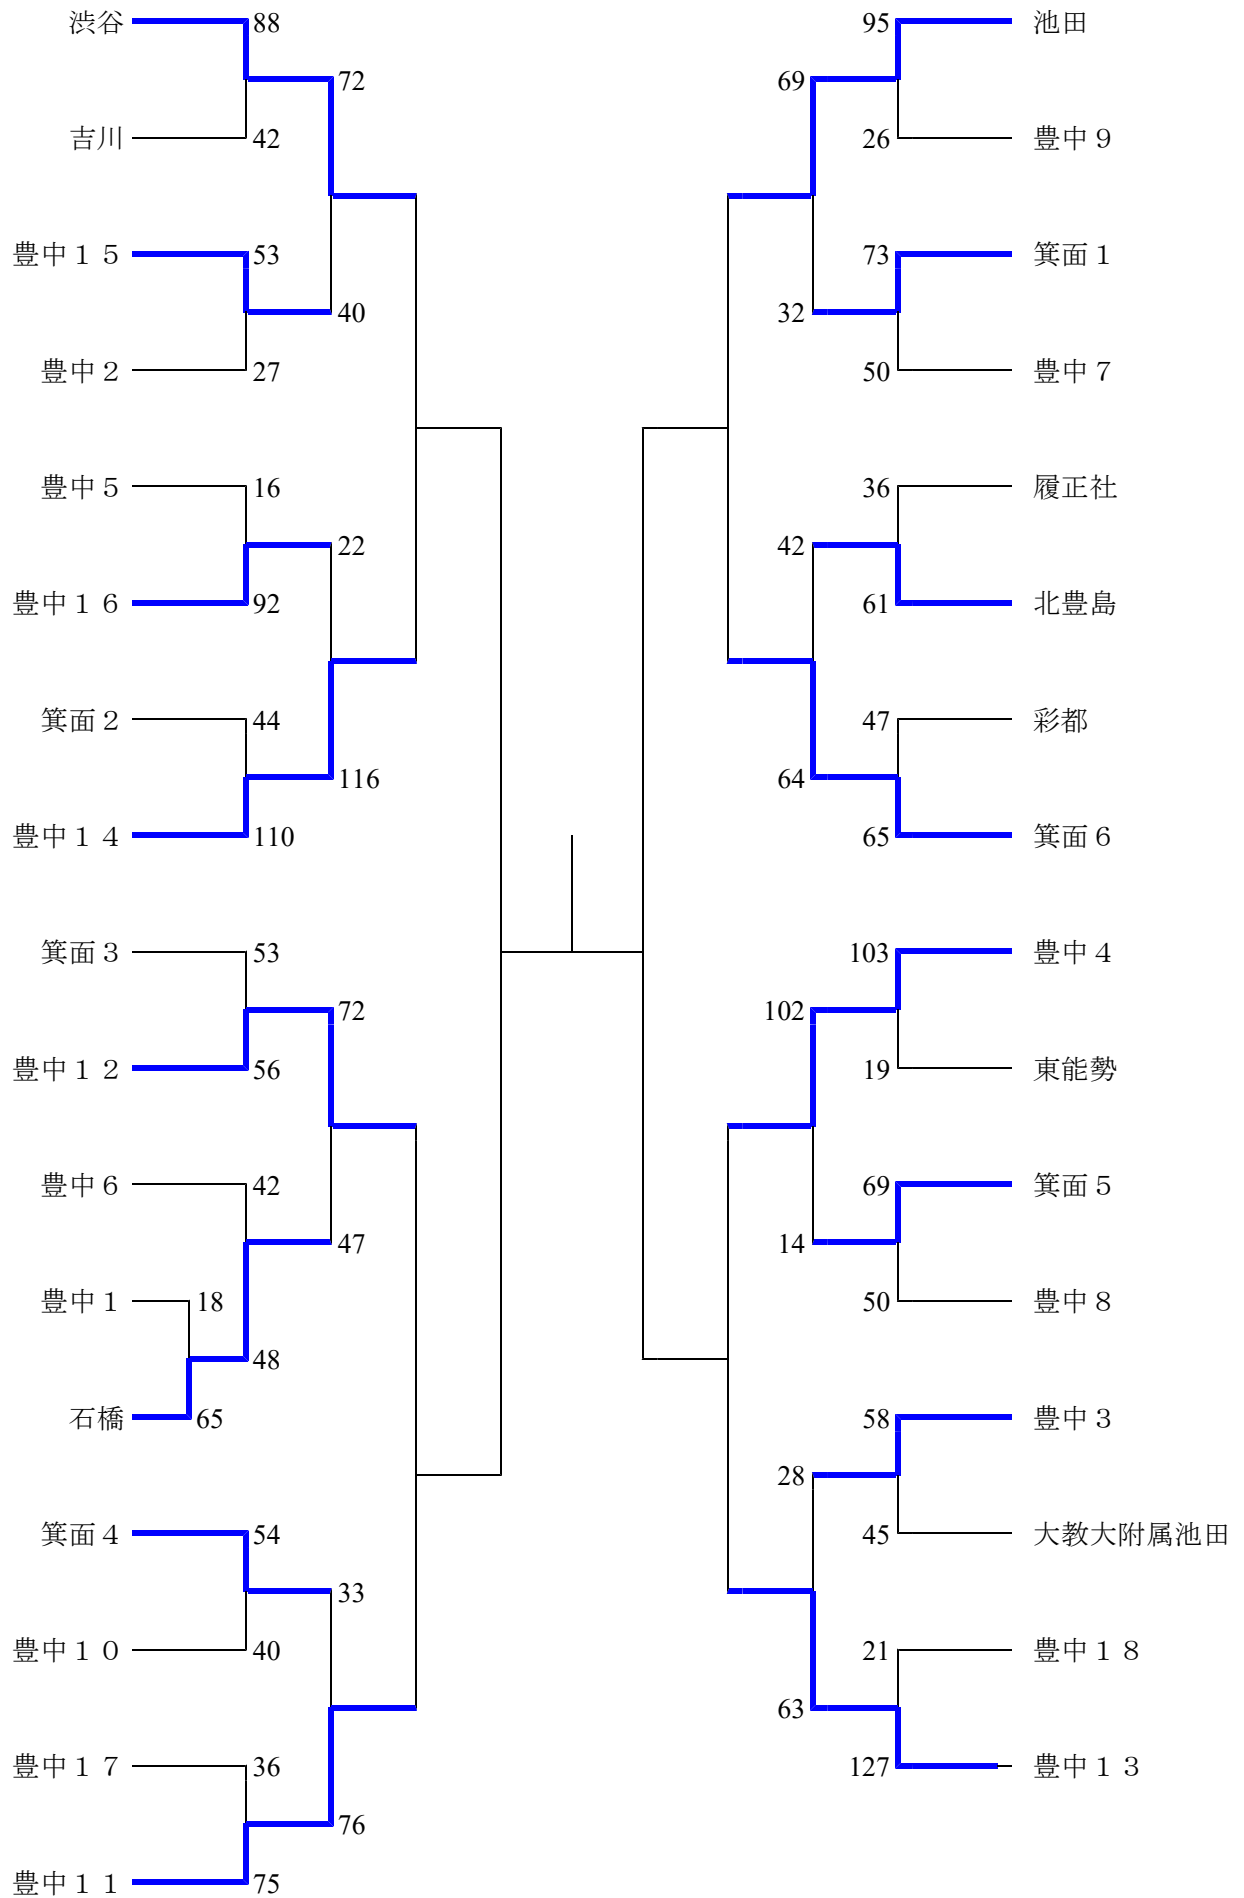 渋谷 88
72
吉川 42
豊中１５ 53
40
豊中２ 27
豊中５ 16
22
豊中１６ 92
箕面２ 44
116
豊中１４ 110
箕面３ 53
72
豊中１２ 56
豊中６ 42
47
豊中１ 18
48
石橋 65
箕面４ 54
33
豊中１０ 40
豊中１７ 36
76
豊中１１ 75
95 池田
69
26 豊中９
73 箕面１
32
50 豊中７
36 履正社
42
61 北豊島
47 彩都
64
65 箕面６
103 豊中４
102
19 東能勢
69 箕面５
14
50 豊中８
58 豊中３
28
45 大教大附属池田
21 豊中１８
63
127 豊中１３